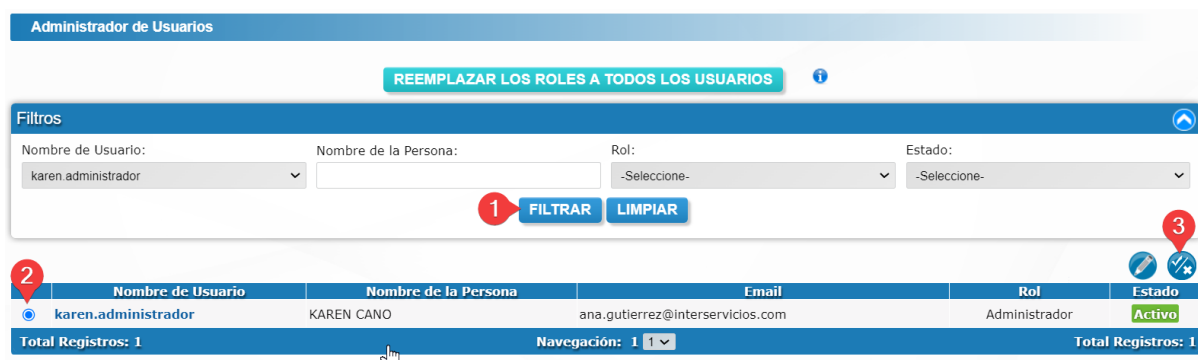 Administrador de Usuarios
REEMPLAZAR LOS ROLES A TODOS LOS USUARIOS
Filtros
Nombre de Usuario: Nombre de la Persona: Rol: Estado:
karen.administrador -Seleccione- -Seleccione-
1 FILTRAR LIMPIAR
3
2
Nombre de Usuario Nombre de la Persona Email Rol Estado
karen.administrador KAREN CANO ana.gutierrez@interservicios.com Administrador Activo
Total Registros: 1 Navegación: 1 1 Total Registros: 1